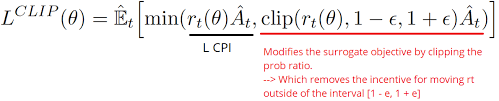 L^{CLIP}(θ) = Ê_t[min(r_t(θ)Â_t, clip(r_t(θ), 1 − ϵ, 1 + ϵ)Â_t)]
L CPI
Modifies the surrogate objective by clipping the
prob ratio.
--> Which removes the incentive for moving rt
outside of the interval [1 - e, 1 + e]